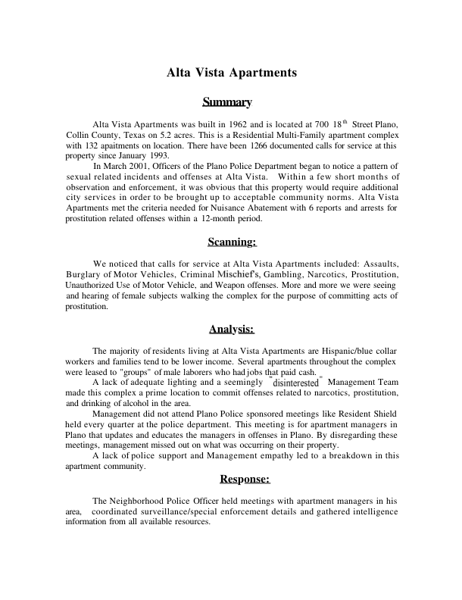 Alta Vista Apartments
Summary
Alta Vista Apartments was built in 1962 and is located at 700 18th Street Plano,
Collin County, Texas on 5.2 acres. This is a Residential Multi-Family apartment complex
with 132 apaitments on location. There have been 1266 documented calls for service at this
property since January 1993.
In March 2001, Officers of the Plano Police Department began to notice a pattern of
sexual related incidents and offenses at Alta Vista. Within a few short months of
observation and enforcement, it was obvious that this property would require additional
city services in order to be brought up to acceptable community norms. Alta Vista
Apartments met the criteria needed for Nuisance Abatement with 6 reports and arrests for
prostitution related offenses within a 12-month period.
Scanning:
We noticed that calls for service at Alta Vista Apartments included: Assaults,
Burglary of Motor Vehicles, Criminal Mischief's, Gambling, Narcotics, Prostitution,
Unauthorized Use of Motor Vehicle, and Weapon offenses. More and more we were seeing
and hearing of female subjects walking the complex for the purpose of committing acts of
prostitution.
Analysis:
The majority of residents living at Alta Vista Apartments are Hispanic/blue collar
workers and families tend to be lower income. Several apartments throughout the complex
were leased to "groups" of male laborers who had jobs that paid cash.
A lack of adequate lighting and a seemingly "disinterested" Management Team
made this complex a prime location to commit offenses related to narcotics, prostitution,
and drinking of alcohol in the area.
Management did not attend Plano Police sponsored meetings like Resident Shield
held every quarter at the police department. This meeting is for apartment managers in
Plano that updates and educates the managers in offenses in Plano. By disregarding these
meetings, management missed out on what was occurring on their property.
A lack of police support and Management empathy led to a breakdown in this
apartment community.
Response:
The Neighborhood Police Officer held meetings with apartment managers in his
area, coordinated surveillance/special enforcement details and gathered intelligence
information from all available resources.